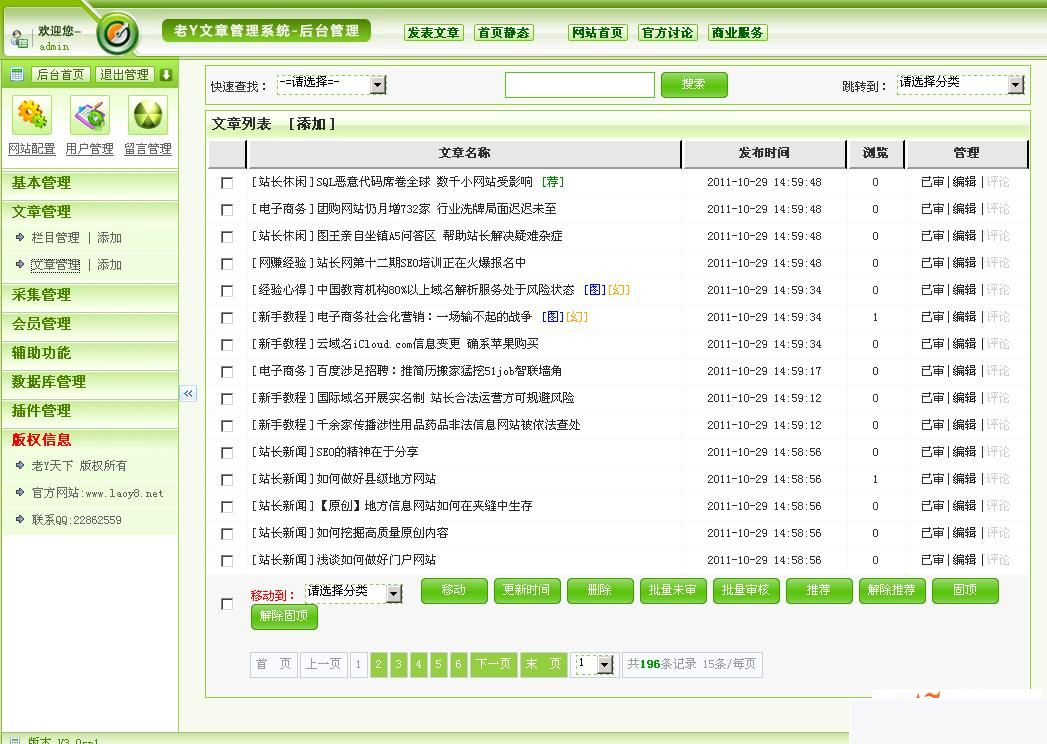 欢迎您-
admin
老Y文章管理系统-后台管理
发表文章 首页静态 网站首页 官方讨论 商业服务
后台首页 退出管理
网站配置 用户管理 留言管理
基本管理
文章管理
栏目管理 | 添加
文章管理 | 添加
采集管理
会员管理
辅助功能
数据库管理
插件管理
版权信息
老Y天下 版权所有
官方网站:www.laoy8.net
联系QQ:22862559
快速查找： -=请选择=- 搜索 跳转到： 请选择分类
文章列表 [添加]
文章名称 发布时间 浏览 管理
[站长休闲]SQL恶意代码席卷全球 数千小网站受影响 [荐] 2011-10-29 14:59:48 0 已审|编辑|评论
[电子商务]团购网站仍月增732家 行业洗牌局面迟迟未至 2011-10-29 14:59:48 0 已审|编辑|评论
[站长休闲]图王亲自坐镇A5问答区 帮助站长解决疑难杂症 2011-10-29 14:59:48 0 已审|编辑|评论
[网赚经验]站长网第十二期SEO培训正在火爆报名中 2011-10-29 14:59:48 0 已审|编辑|评论
[经验心得]中国教育机构80%以上域名解析服务处于风险状态 [图][幻] 2011-10-29 14:59:34 0 已审|编辑|评论
[新手教程]电子商务社会化营销：一场输不起的战争 [图][幻] 2011-10-29 14:59:34 1 已审|编辑|评论
[新手教程]云域名iCloud.com信息变更 确系苹果购买 2011-10-29 14:59:34 0 已审|编辑|评论
[电子商务]百度涉足招聘：推简历搬家猛挖51job智联墙角 2011-10-29 14:59:17 0 已审|编辑|评论
[新手教程]国际域名开展实名制 站长合法运营方可规避风险 2011-10-29 14:59:12 0 已审|编辑|评论
[新手教程]千余家传播涉性用品药品非法信息网站被依法查处 2011-10-29 14:59:12 0 已审|编辑|评论
[站长新闻]SEO的精神在于分享 2011-10-29 14:58:56 0 已审|编辑|评论
[站长新闻]如何做好县级地方网站 2011-10-29 14:58:56 1 已审|编辑|评论
[站长新闻]【原创】地方信息网站如何在夹缝中生存 2011-10-29 14:58:56 0 已审|编辑|评论
[站长新闻]如何挖掘高质量原创内容 2011-10-29 14:58:56 0 已审|编辑|评论
[站长新闻]浅谈如何做好门户网站 2011-10-29 14:58:56 0 已审|编辑|评论
移动到： 请选择分类 移动 更新时间 删除 批量未审 批量审核 推荐 解除推荐 固顶
解除固顶
首 页 上一页 1 2 3 4 5 6 下一页 末 页 1 共196条记录 15条/每页
版本